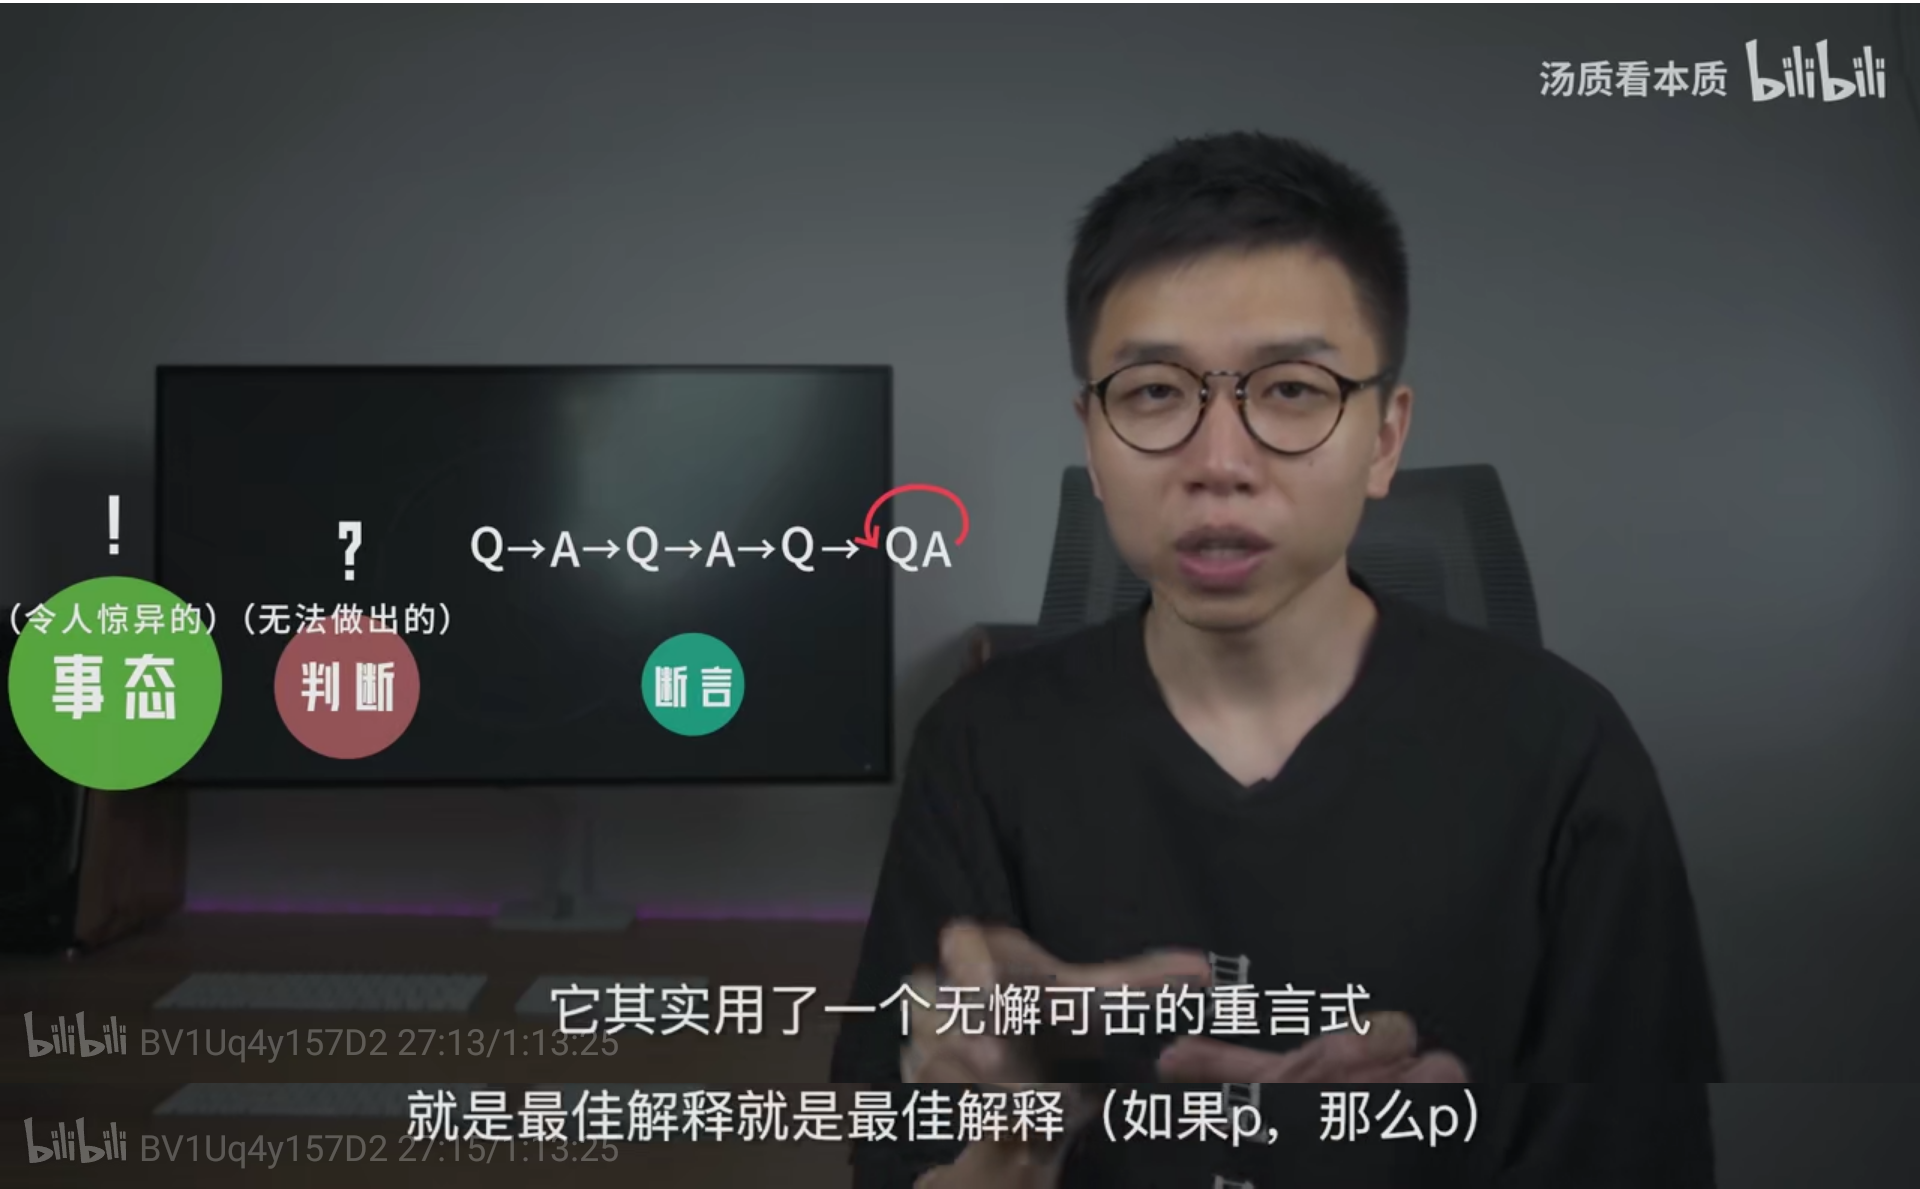 汤质看本质 bilibili
!
?
Q→A→Q→A→Q→QA
(令人惊异的) (无法做出的)
事态
判断
断言
它其实用了一个无懈可击的重言式
bilibili BV1Uq4y157D2 27:13/1:13:25
就是最佳解释就是最佳解释（如果p，那么p）
bilibili BV1Uq4y157D2 27:15/1:13:25